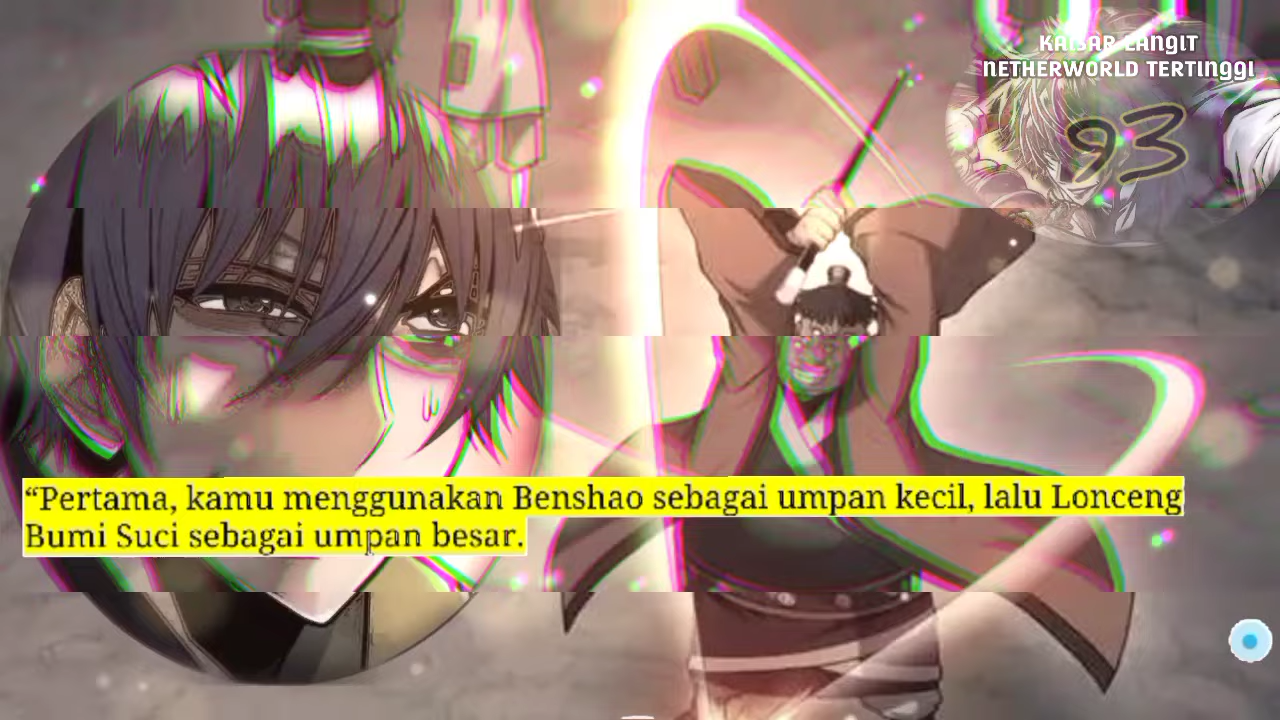 KAISAR LANGIT
NETHERWORLD TERTINGGI
93
“Pertama, kamu menggunakan Benshao sebagai umpan kecil, lalu Lonceng
Bumi Suci sebagai umpan besar.